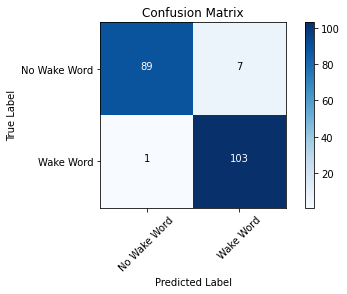 Confusion Matrix
True Label
No Wake Word
89
7
Wake Word
1
103
No Wake Word
Wake Word
Predicted Label
100
80
60
40
20